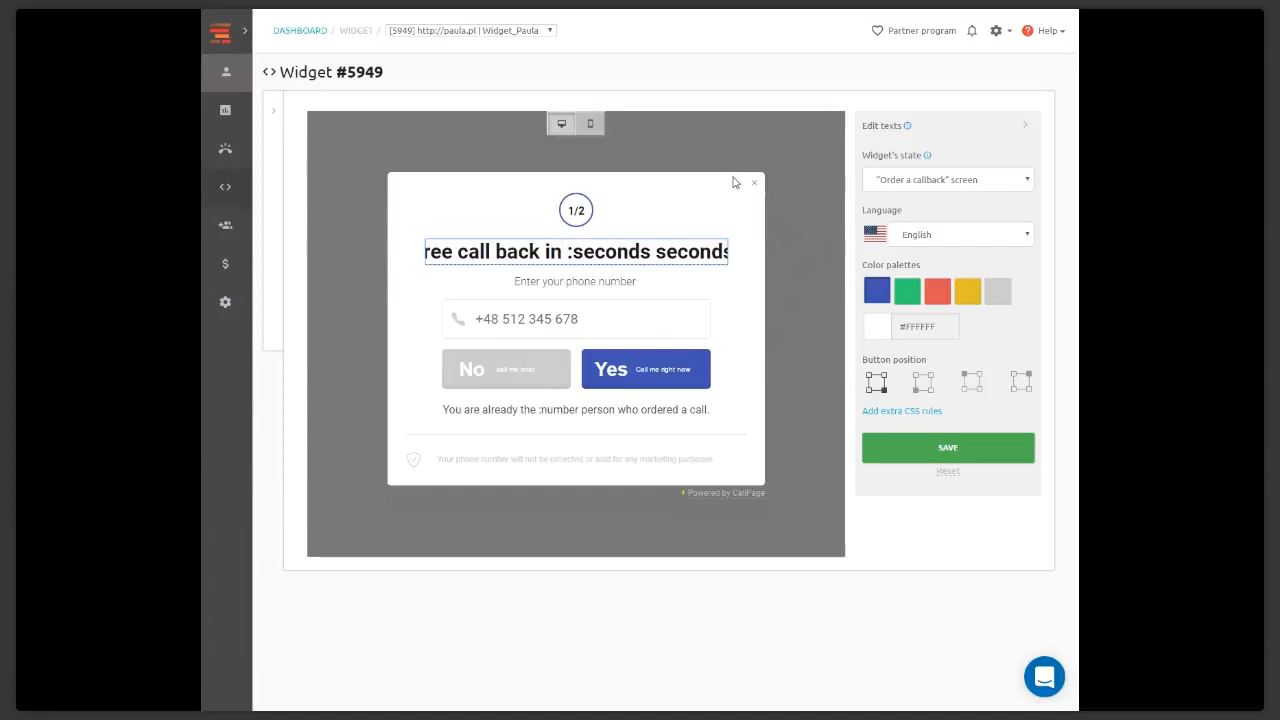 DASHBOARD / WIDGET / [5949] http://paula.pl | Widget_Paula
Partner program
? Help
<> Widget #5949
Edit texts
Widget's state
"Order a callback" screen
Language
English
Color palettes
#FFFFFF
Button position
Add extra CSS rules
SAVE
Reset
1/2
ree call back in :seconds seconds
Enter your phone number
+48 512 345 678
No call me later
Yes Call me right now
You are already the :number person who ordered a call.
Your phone number will not be collected or sold for any marketing purposes
Powered by CallPage